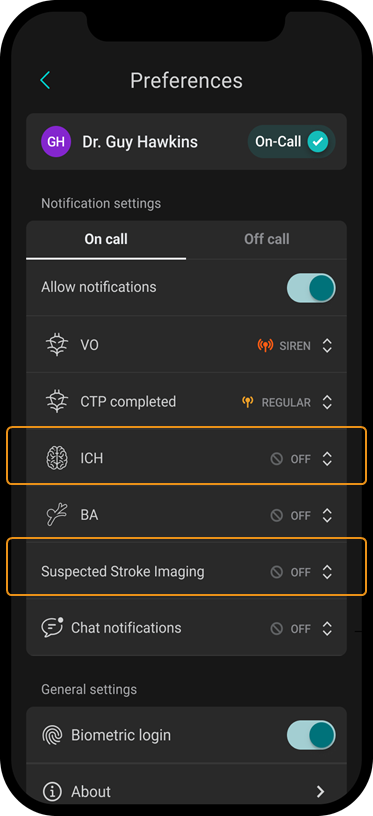 Preferences
GH Dr. Guy Hawkins On-Call
Notification settings
On call Off call
Allow notifications
VO SIREN
CTP completed REGULAR
ICH OFF
BA OFF
Suspected Stroke Imaging OFF
Chat notifications OFF
General settings
Biometric login
About